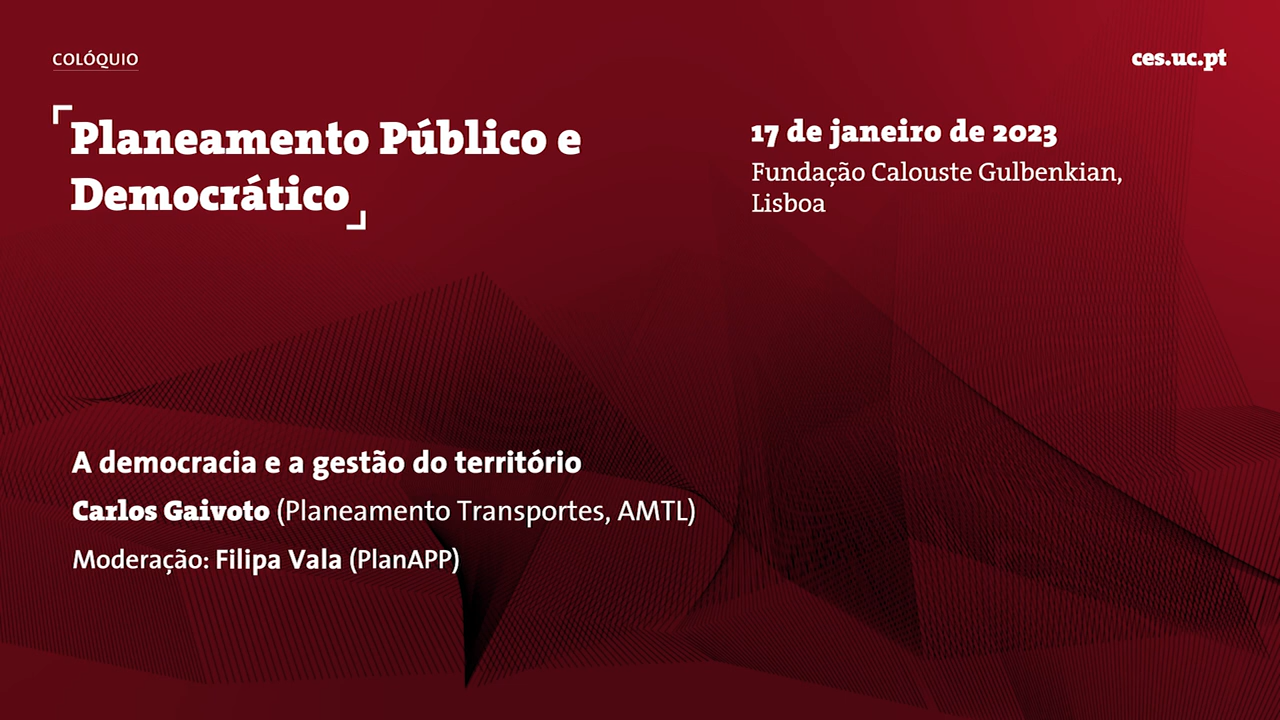 COLÓQUIO
ces.uc.pt
Planeamento Público e
Democrático
17 de janeiro de 2023
Fundação Calouste Gulbenkian,
Lisboa
A democracia e a gestão do território
Carlos Gaivoto (Planeamento Transportes, AMTL)
Moderação: Filipa Vala (PlanAPP)